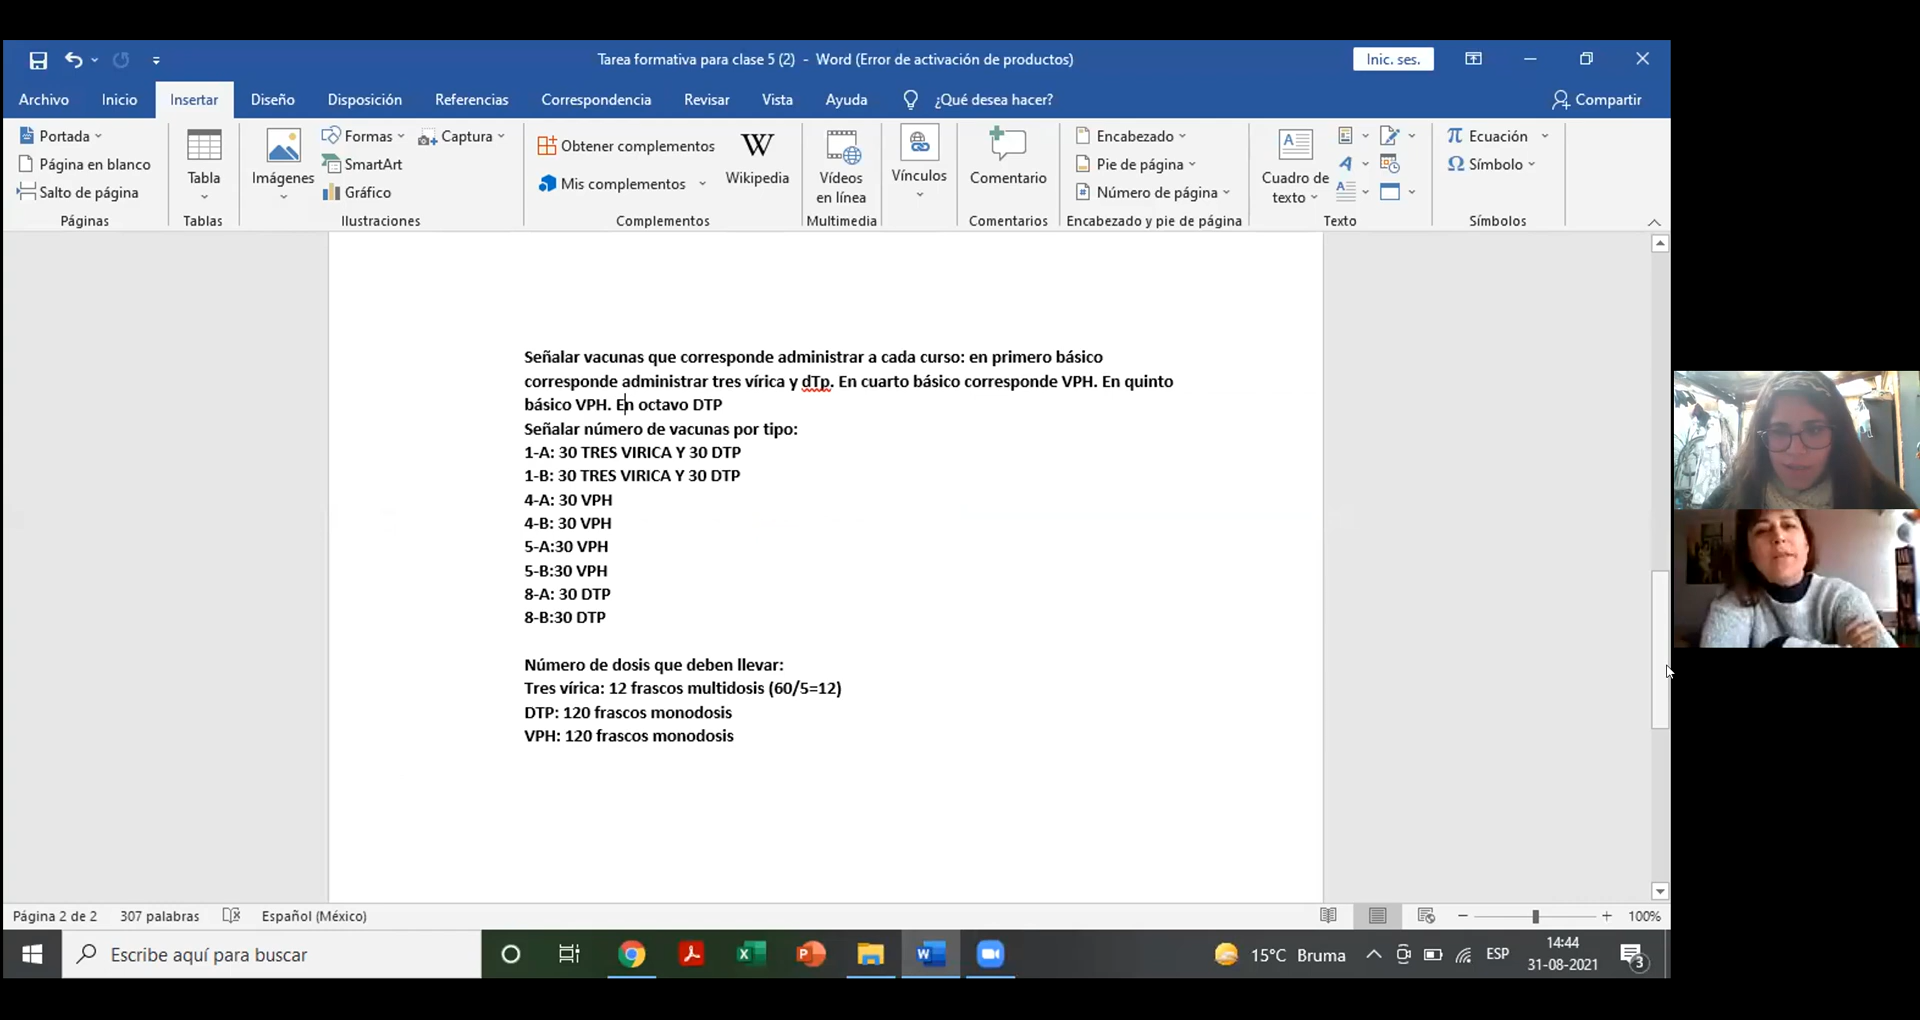 Tarea formativa para clase 5 (2) - Word (Error de activación de productos)
Inic. ses.
Archivo Inicio Insertar Diseño Disposición Referencias Correspondencia Revisar Vista Ayuda ¿Qué desea hacer? Compartir
Portada
Página en blanco
Salto de página
Páginas
Tabla
Tablas
Imágenes
Formas
SmartArt
Gráfico
Captura
Ilustraciones
Obtener complementos
Mis complementos
W
Wikipedia
Complementos
Vídeos
en línea
Multimedia
Vínculos
Comentario
Comentarios
Encabezado
Pie de página
Número de página
Encabezado y pie de página
Cuadro de
texto
Texto
Ecuación
Símbolo
Símbolos
Señalar vacunas que corresponde administrar a cada curso: en primero básico
corresponde administrar tres vírica y dTp. En cuarto básico corresponde VPH. En quinto
básico VPH. En octavo DTP
Señalar número de vacunas por tipo:
1-A: 30 TRES VIRICA Y 30 DTP
1-B: 30 TRES VIRICA Y 30 DTP
4-A: 30 VPH
4-B: 30 VPH
5-A:30 VPH
5-B:30 VPH
8-A: 30 DTP
8-B:30 DTP
Número de dosis que deben llevar:
Tres vírica: 12 frascos multidosis (60/5=12)
DTP: 120 frascos monodosis
VPH: 120 frascos monodosis
Página 2 de 2 307 palabras Español (México) 100%
Escribe aquí para buscar
15°C Bruma ESP
14:44
31-08-2021
3